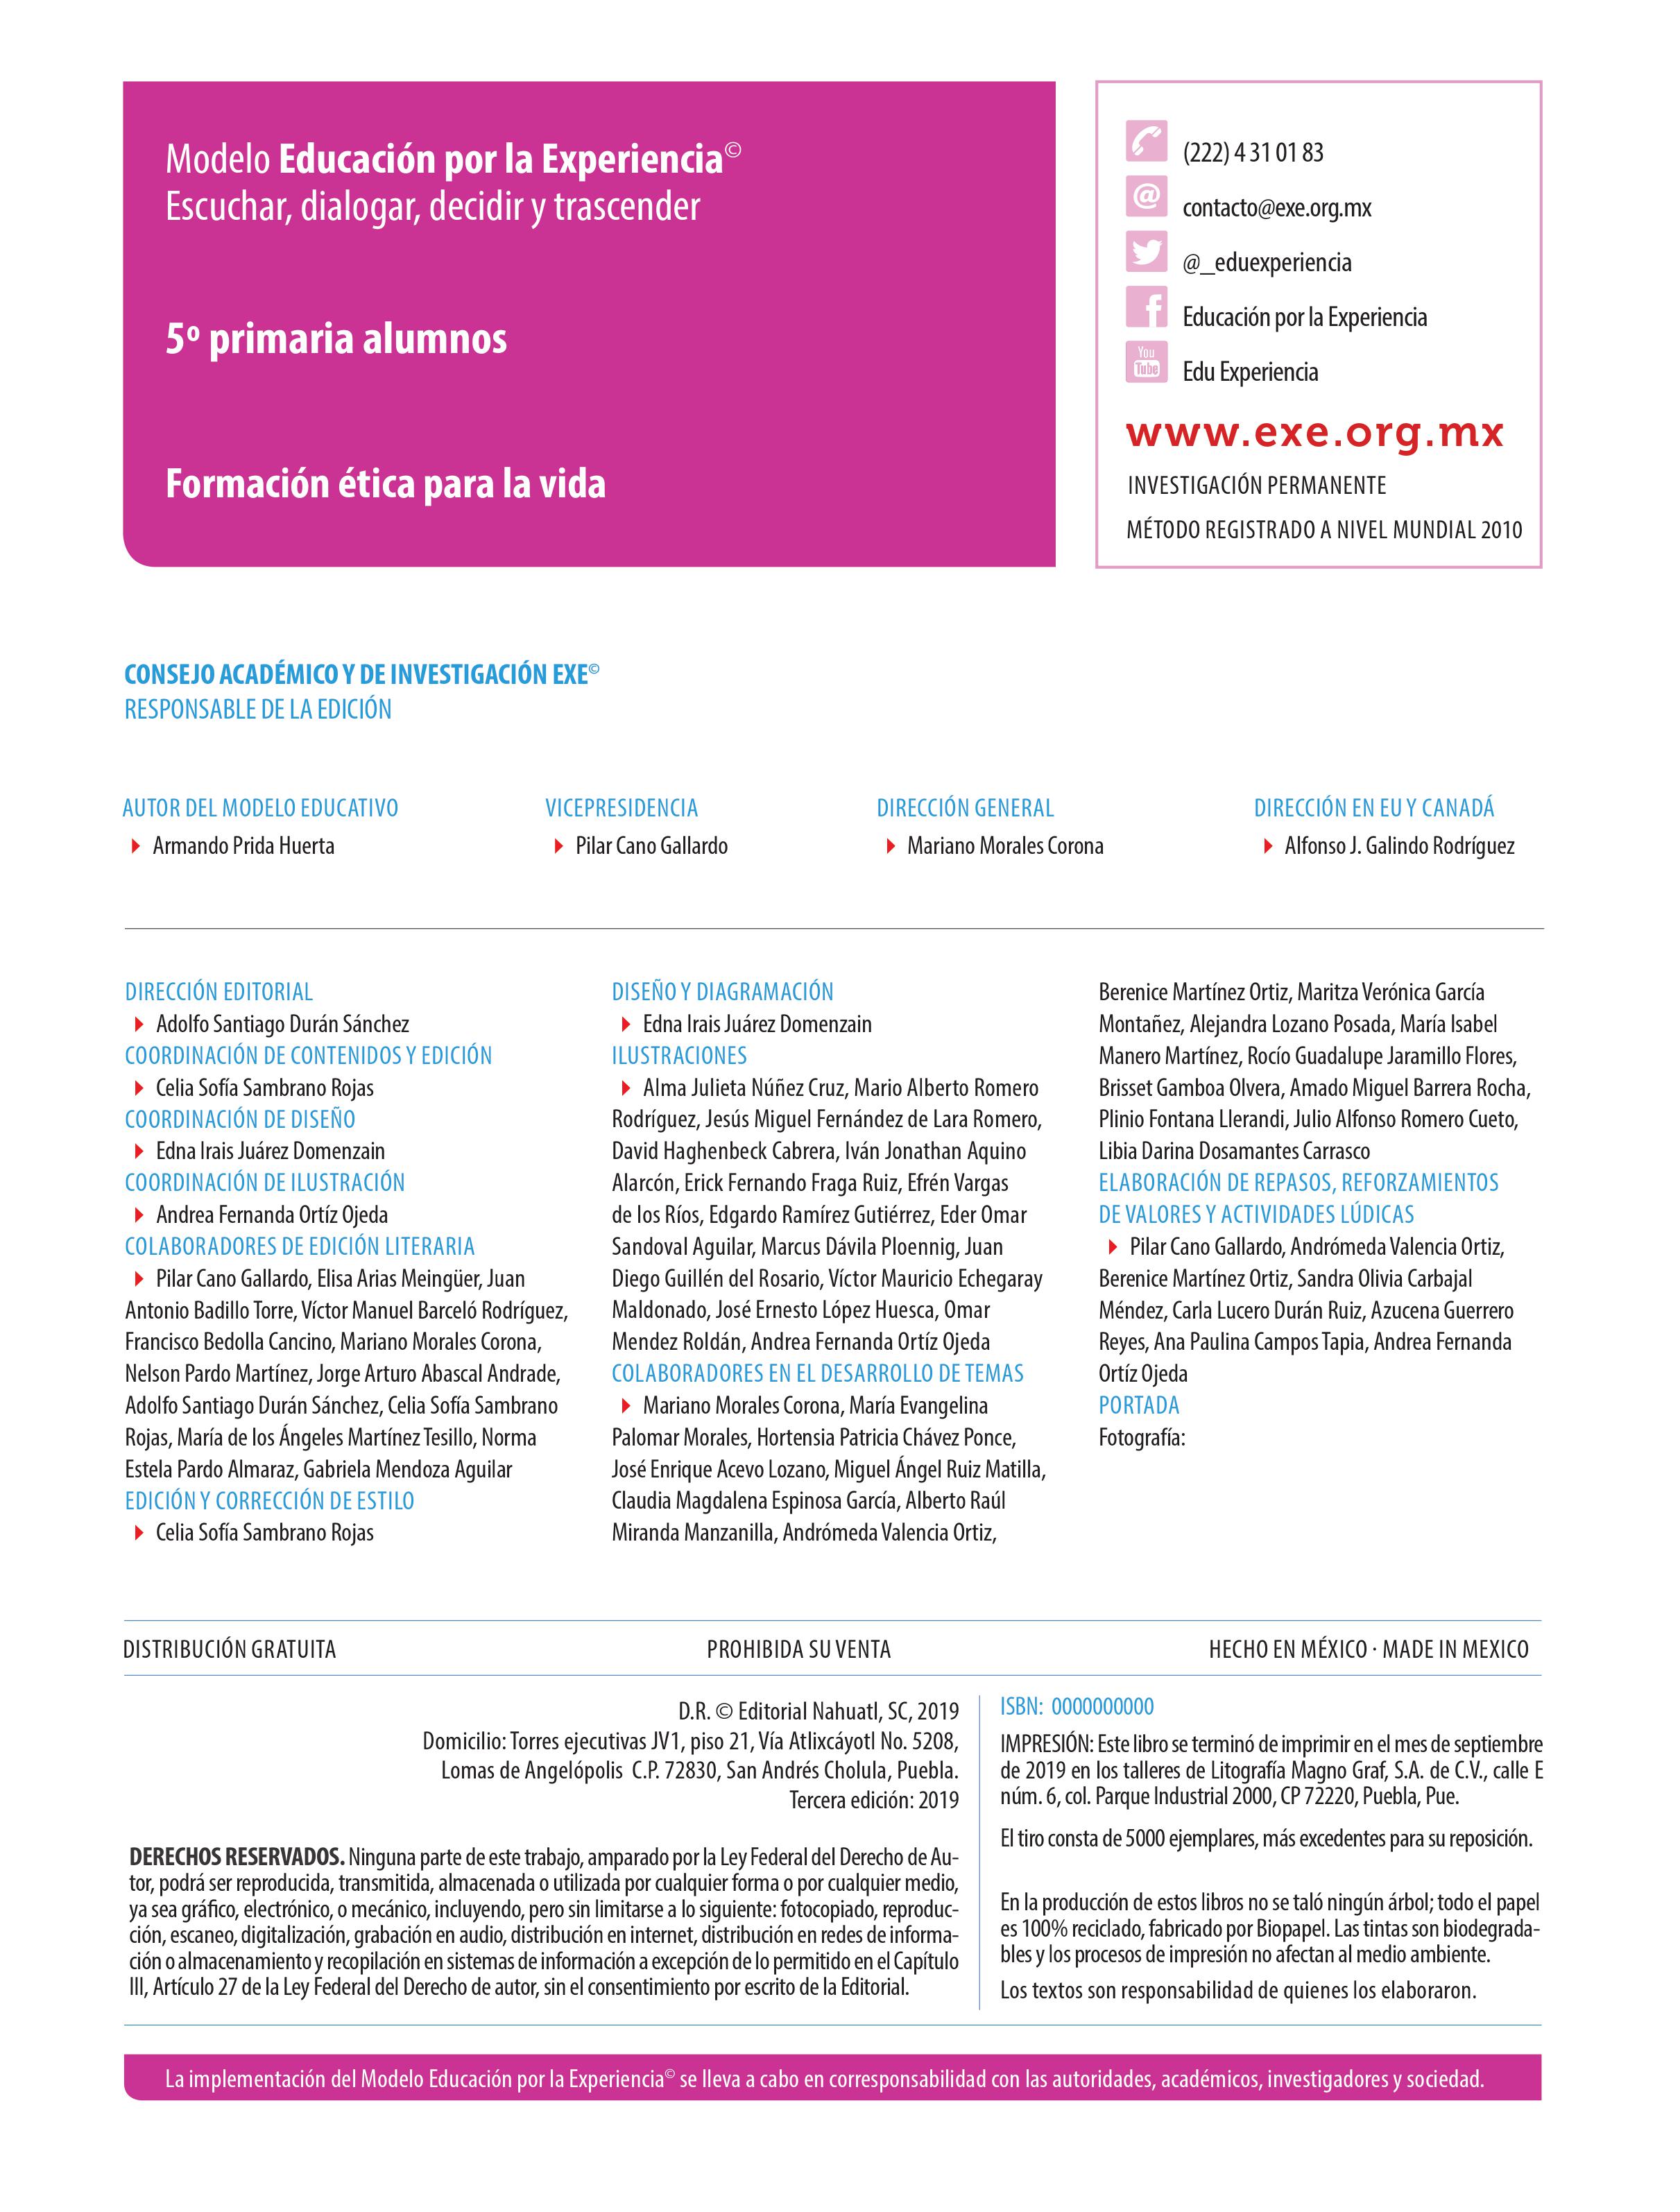 Modelo Educación por la Experiencia©
Escuchar, dialogar, decidir y trascender
5º primaria alumnos
Formación ética para la vida
(222) 4 31 01 83
@
contacto@exe.org.mx
@_eduexperiencia
f
Educación por la Experiencia
You
Tube
Edu Experiencia
www.exe.org.mx
INVESTIGACIÓN PERMANENTE
MÉTODO REGISTRADO A NIVEL MUNDIAL 2010
CONSEJO ACADÉMICO Y DE INVESTIGACIÓN EXE©
RESPONSABLE DE LA EDICIÓN
AUTOR DEL MODELO EDUCATIVO
Armando Prida Huerta
VICEPRESIDENCIA
Pilar Cano Gallardo
DIRECCIÓN GENERAL
Mariano Morales Corona
DIRECCIÓN EN EU Y CANADÁ
Alfonso J. Galindo Rodríguez
DIRECCIÓN EDITORIAL
Adolfo Santiago Durán Sánchez
COORDINACIÓN DE CONTENIDOS Y EDICIÓN
Celia Sofía Sambrano Rojas
COORDINACIÓN DE DISEÑO
Edna Irais Juárez Domenzain
COORDINACIÓN DE ILUSTRACIÓN
Andrea Fernanda Ortíz Ojeda
COLABORADORES DE EDICIÓN LITERARIA
Pilar Cano Gallardo, Elisa Arias Meingüer, Juan
Antonio Badillo Torre, Víctor Manuel Barceló Rodríguez,
Francisco Bedolla Cancino, Mariano Morales Corona,
Nelson Pardo Martínez, Jorge Arturo Abascal Andrade,
Adolfo Santiago Durán Sánchez, Celia Sofía Sambrano
Rojas, María de los Ángeles Martínez Tesillo, Norma
Estela Pardo Almaraz, Gabriela Mendoza Aguilar
EDICIÓN Y CORRECCIÓN DE ESTILO
Celia Sofía Sambrano Rojas
DISEÑO Y DIAGRAMACIÓN
Edna Irais Juárez Domenzain
ILUSTRACIONES
Alma Julieta Núñez Cruz, Mario Alberto Romero
Rodríguez, Jesús Miguel Fernández de Lara Romero,
David Haghenbeck Cabrera, Iván Jonathan Aquino
Alarcón, Erick Fernando Fraga Ruiz, Efrén Vargas
de los Ríos, Edgardo Ramírez Gutiérrez, Eder Omar
Sandoval Aguilar, Marcus Dávila Ploennig, Juan
Diego Guillén del Rosario, Víctor Mauricio Echegaray
Maldonado, José Ernesto López Huesca, Omar
Mendez Roldán, Andrea Fernanda Ortíz Ojeda
COLABORADORES EN EL DESARROLLO DE TEMAS
Mariano Morales Corona, María Evangelina
Palomar Morales, Hortensia Patricia Chávez Ponce,
José Enrique Acevo Lozano, Miguel Ángel Ruiz Matilla,
Claudia Magdalena Espinosa García, Alberto Raúl
Miranda Manzanilla, Andrómeda Valencia Ortiz,
Berenice Martínez Ortiz, Maritza Verónica García
Montañez, Alejandra Lozano Posada, María Isabel
Manero Martínez, Rocío Guadalupe Jaramillo Flores,
Brisset Gamboa Olvera, Amado Miguel Barrera Rocha,
Plinio Fontana Llerandi, Julio Alfonso Romero Cueto,
Libia Darina Dosamantes Carrasco
ELABORACIÓN DE REPASOS, REFORZAMIENTOS
DE VALORES Y ACTIVIDADES LÚDICAS
Pilar Cano Gallardo, Andrómeda Valencia Ortiz,
Berenice Martínez Ortiz, Sandra Olivia Carbajal
Méndez, Carla Lucero Durán Ruiz, Azucena Guerrero
Reyes, Ana Paulina Campos Tapia, Andrea Fernanda
Ortíz Ojeda
PORTADA
Fotografía:
DISTRIBUCIÓN GRATUITA
PROHIBIDA SU VENTA
HECHO EN MÉXICO · MADE IN MEXICO
D.R. © Editorial Nahuatl, SC, 2019
Domicilio: Torres ejecutivas JV1, piso 21, Vía Atlixcáyotl No. 5208,
Lomas de Angelópolis C.P. 72830, San Andrés Cholula, Puebla.
Tercera edición: 2019
DERECHOS RESERVADOS. Ninguna parte de este trabajo, amparado por la Ley Federal del Derecho de Au-
tor, podrá ser reproducida, transmitida, almacenada o utilizada por cualquier forma o por cualquier medio,
ya sea gráfico, electrónico, o mecánico, incluyendo, pero sin limitarse a lo siguiente: fotocopiado, reproduc-
ción, escaneo, digitalización, grabación en audio, distribución en internet, distribución en redes de informa-
ción o almacenamiento y recopilación en sistemas de información a excepción de lo permitido en el Capítulo
III, Artículo 27 de la Ley Federal del Derecho de autor, sin el consentimiento por escrito de la Editorial.
ISBN: 0000000000
IMPRESIÓN: Este libro se terminó de imprimir en el mes de septiembre
de 2019 en los talleres de Litografía Magno Graf, S.A. de C.V., calle E
núm. 6, col. Parque Industrial 2000, CP 72220, Puebla, Pue.
El tiro consta de 5000 ejemplares, más excedentes para su reposición.
En la producción de estos libros no se taló ningún árbol; todo el papel
es 100% reciclado, fabricado por Biopapel. Las tintas son biodegrada-
bles y los procesos de impresión no afectan al medio ambiente.
Los textos son responsabilidad de quienes los elaboraron.
La implementación del Modelo Educación por la Experiencia© se lleva a cabo en corresponsabilidad con las autoridades, académicos, investigadores y sociedad.